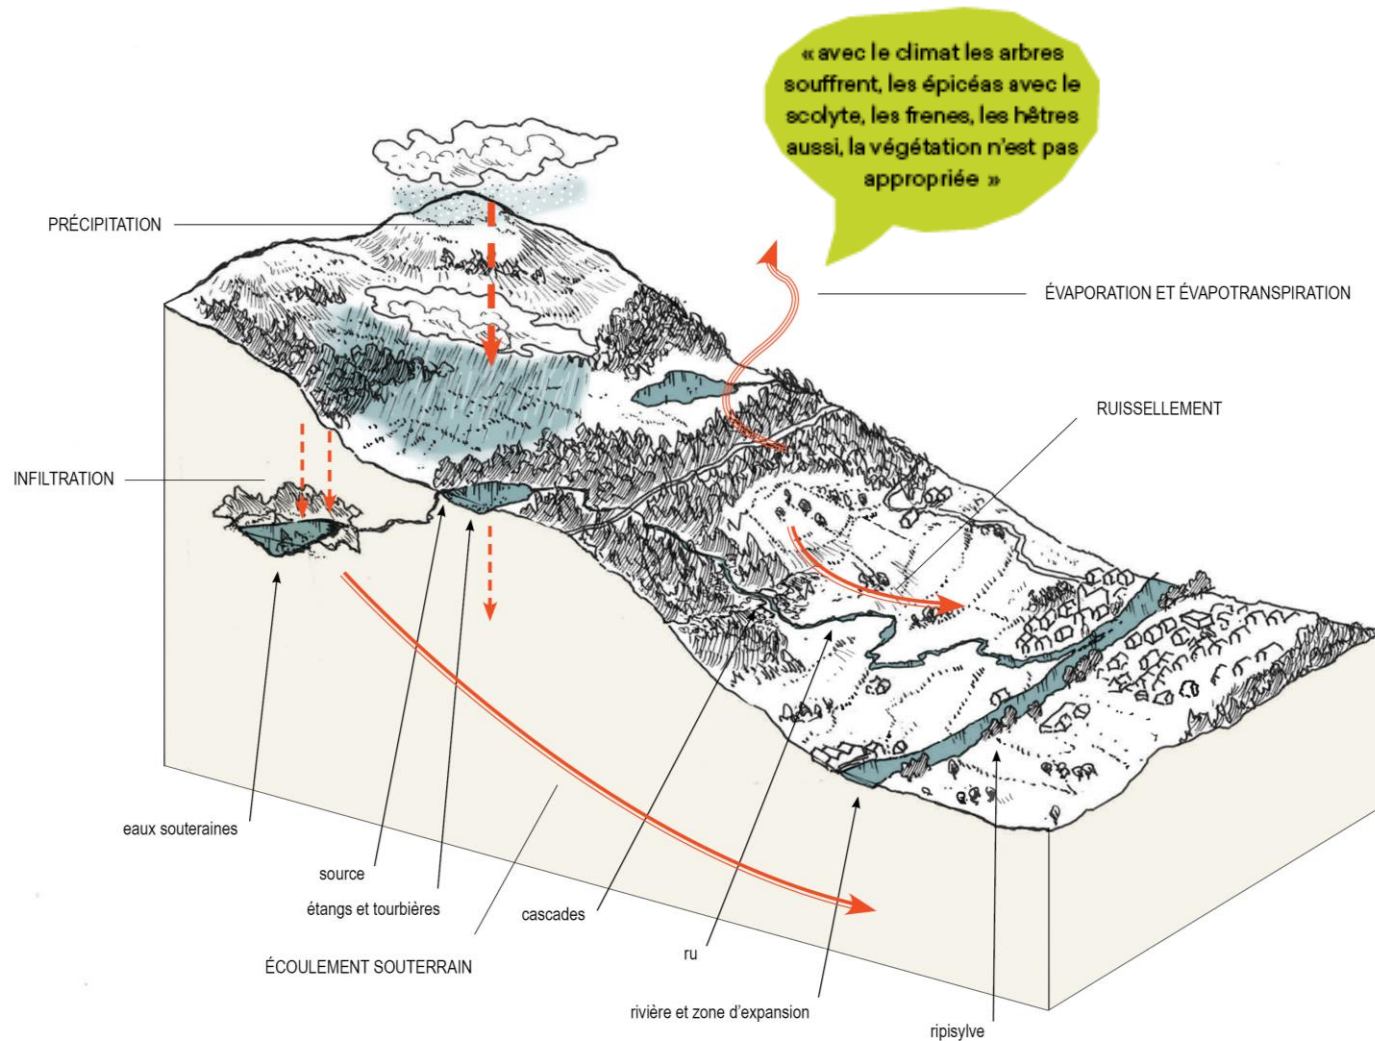 « avec le climat les arbres
souffrent, les épicéas avec le
scolyte, les frenes, les hêtres
aussi, la végétation n'est pas
appropriée »
PRÉCIPITATION
ÉVAPORATION ET ÉVAPOTRANSPIRATION
RUISSELLEMENT
INFILTRATION
eaux souteraines
source
étangs et tourbières
cascades
ÉCOULEMENT SOUTERRAIN
ru
rivière et zone d'expansion
ripisylve